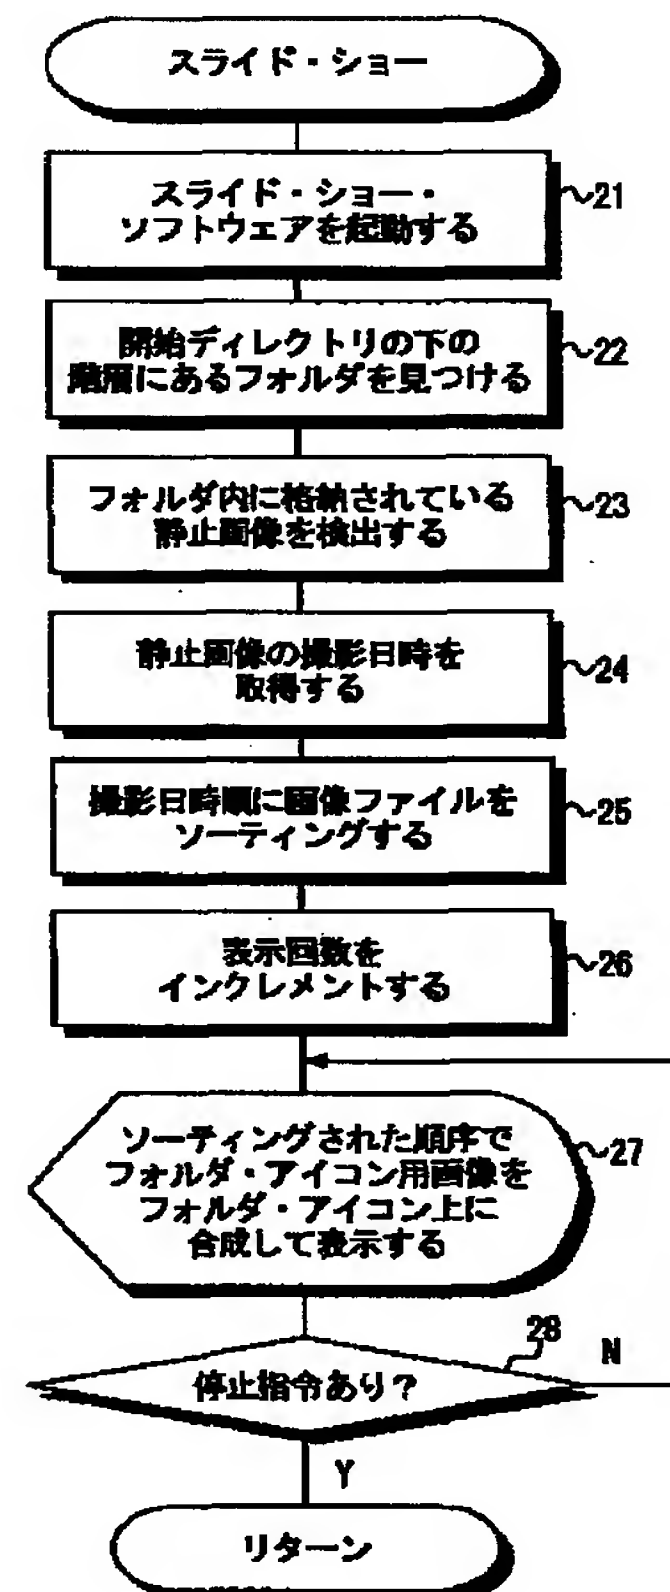 スライド・ショー
スライド・ショー・
ソフトウェアを起動する
21
開始ディレクトリの下の
階層にあるフォルダを見つける
22
フォルダ内に格納されている
静止画像を検出する
23
静止画像の撮影日時を
取得する
24
撮影日時順に画像ファイルを
ソーティングする
25
表示回数を
インクレメントする
26
ソーティングされた順序で
フォルダ・アイコン用画像を
フォルダ・アイコン上に
合成して表示する
27
28
N
停止指令あり?
Y
リターン